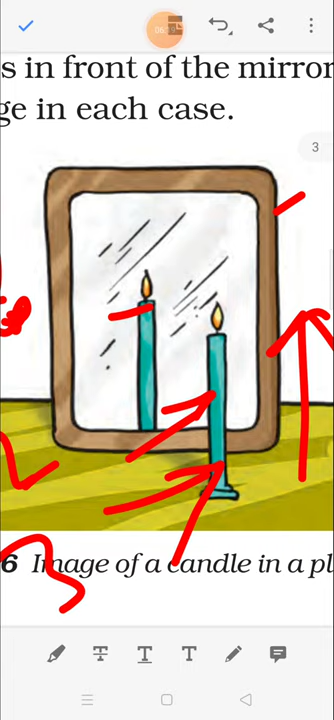 s in front of the mirror
ge in each case.
3
6 Image of a candle in a pl
T T T